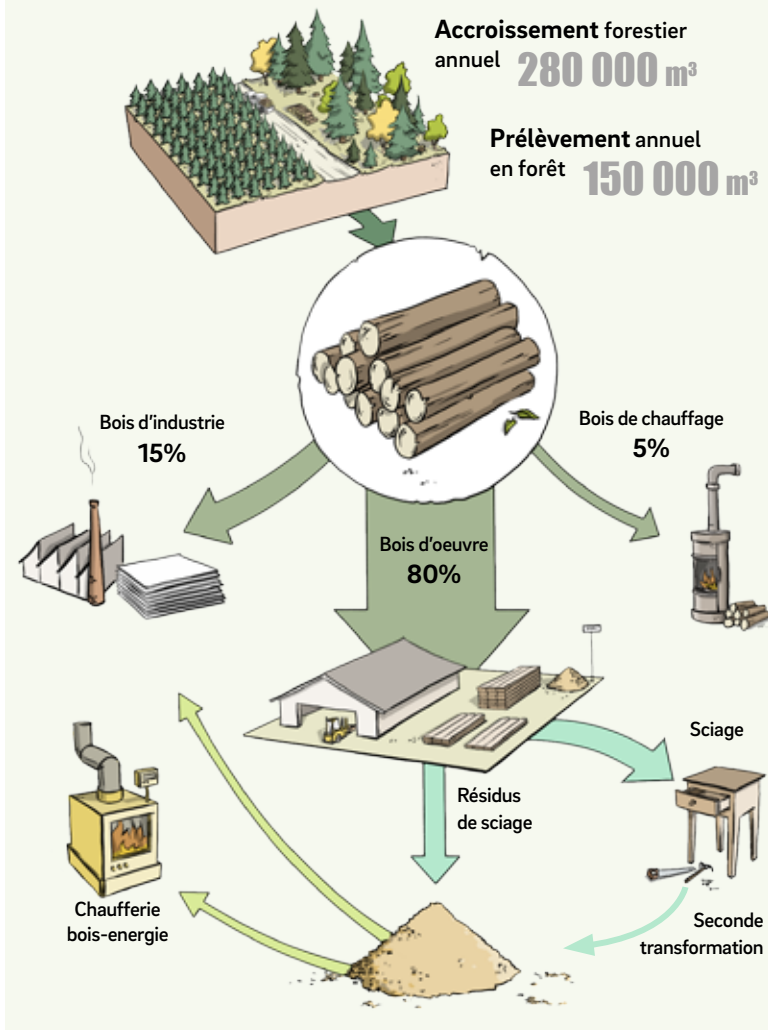 Accroissement forestier
annuel 280 000 m³
Prélèvement annuel
en forêt 150 000 m³
Bois d'industrie
15%
Bois de chauffage
5%
Bois d'oeuvre
80%
Sciage
Résidus
de sciage
Chaufferie
bois-energie
Seconde
transformation